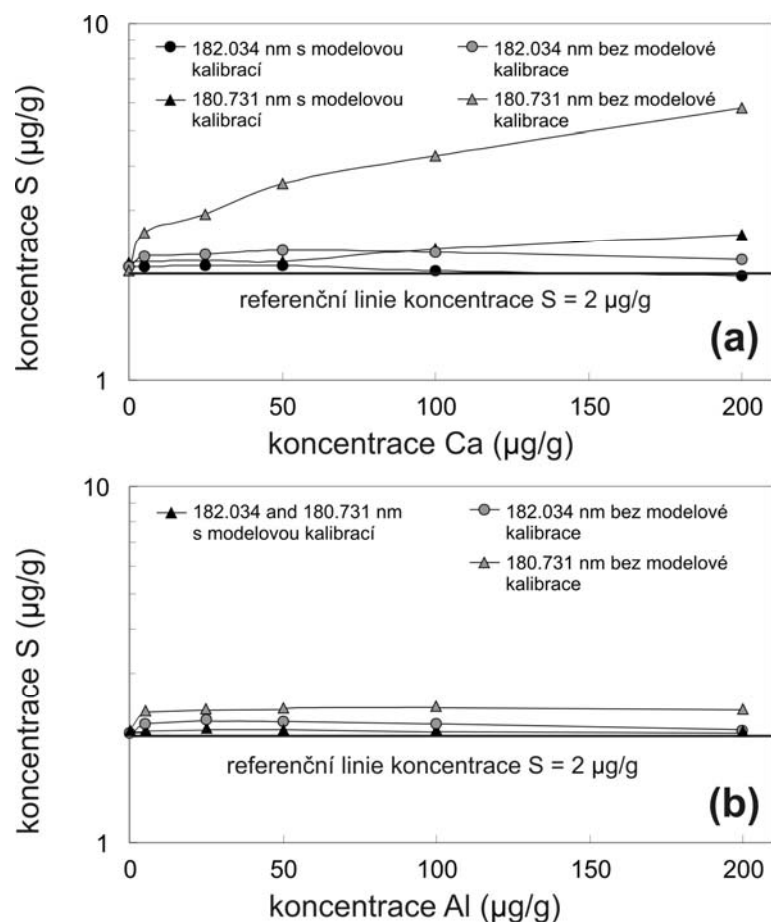 10
182.034 nm s modelovou
kalibrací
182.034 nm bez modelové
kalibrace
180.731 nm s modelovou
kalibrací
180.731 nm bez modelové
kalibrace
koncentrace S (µg/g)
referenční linie koncentrace S = 2 µg/g
(a)
1
0 50 100 150 200
koncentrace Ca (µg/g)
10
182.034 and 180.731 nm
s modelovou kalibrací
182.034 nm bez modelové
kalibrace
180.731 nm bez modelové
kalibrace
koncentrace S (µg/g)
referenční linie koncentrace S = 2 µg/g
(b)
1
0 50 100 150 200
koncentrace Al (µg/g)